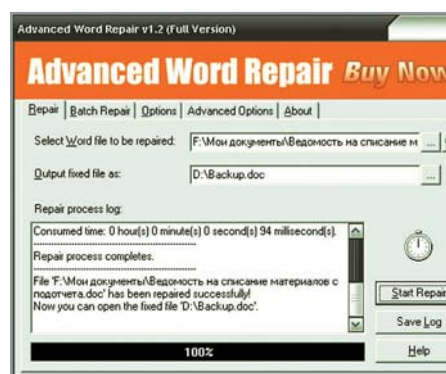 Advanced Word Repair v1.2 (Full Version)
Advanced Word Repair Buy Now
Repair Batch Repair Options Advanced Options About
Select Word file to be repaired: F:\Мои документы\Ведомость на списание м ...
Output fixed file as: D:\Backup.doc ...
Repair process log:
Consumed time: 0 hour(s) 0 minute(s) 0 second(s) 94 millisecond(s).
Repair process completes.
File 'F:\Мои документы\Ведомость на списание материалов с
подотчета.doc' has been repaired successfully!
Now you can open the fixed file 'D:\Backup.doc'.
Start Repair
Save Log
100%
Help